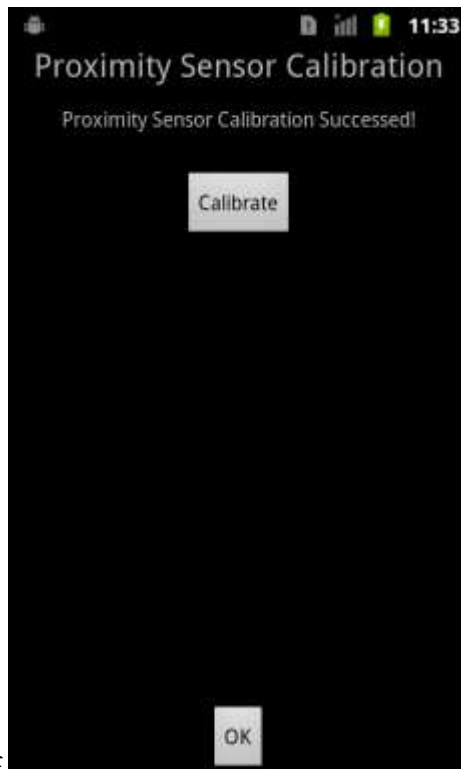 11:33
Proximity Sensor Calibration
Proximity Sensor Calibration Successed!
Calibrate
OK